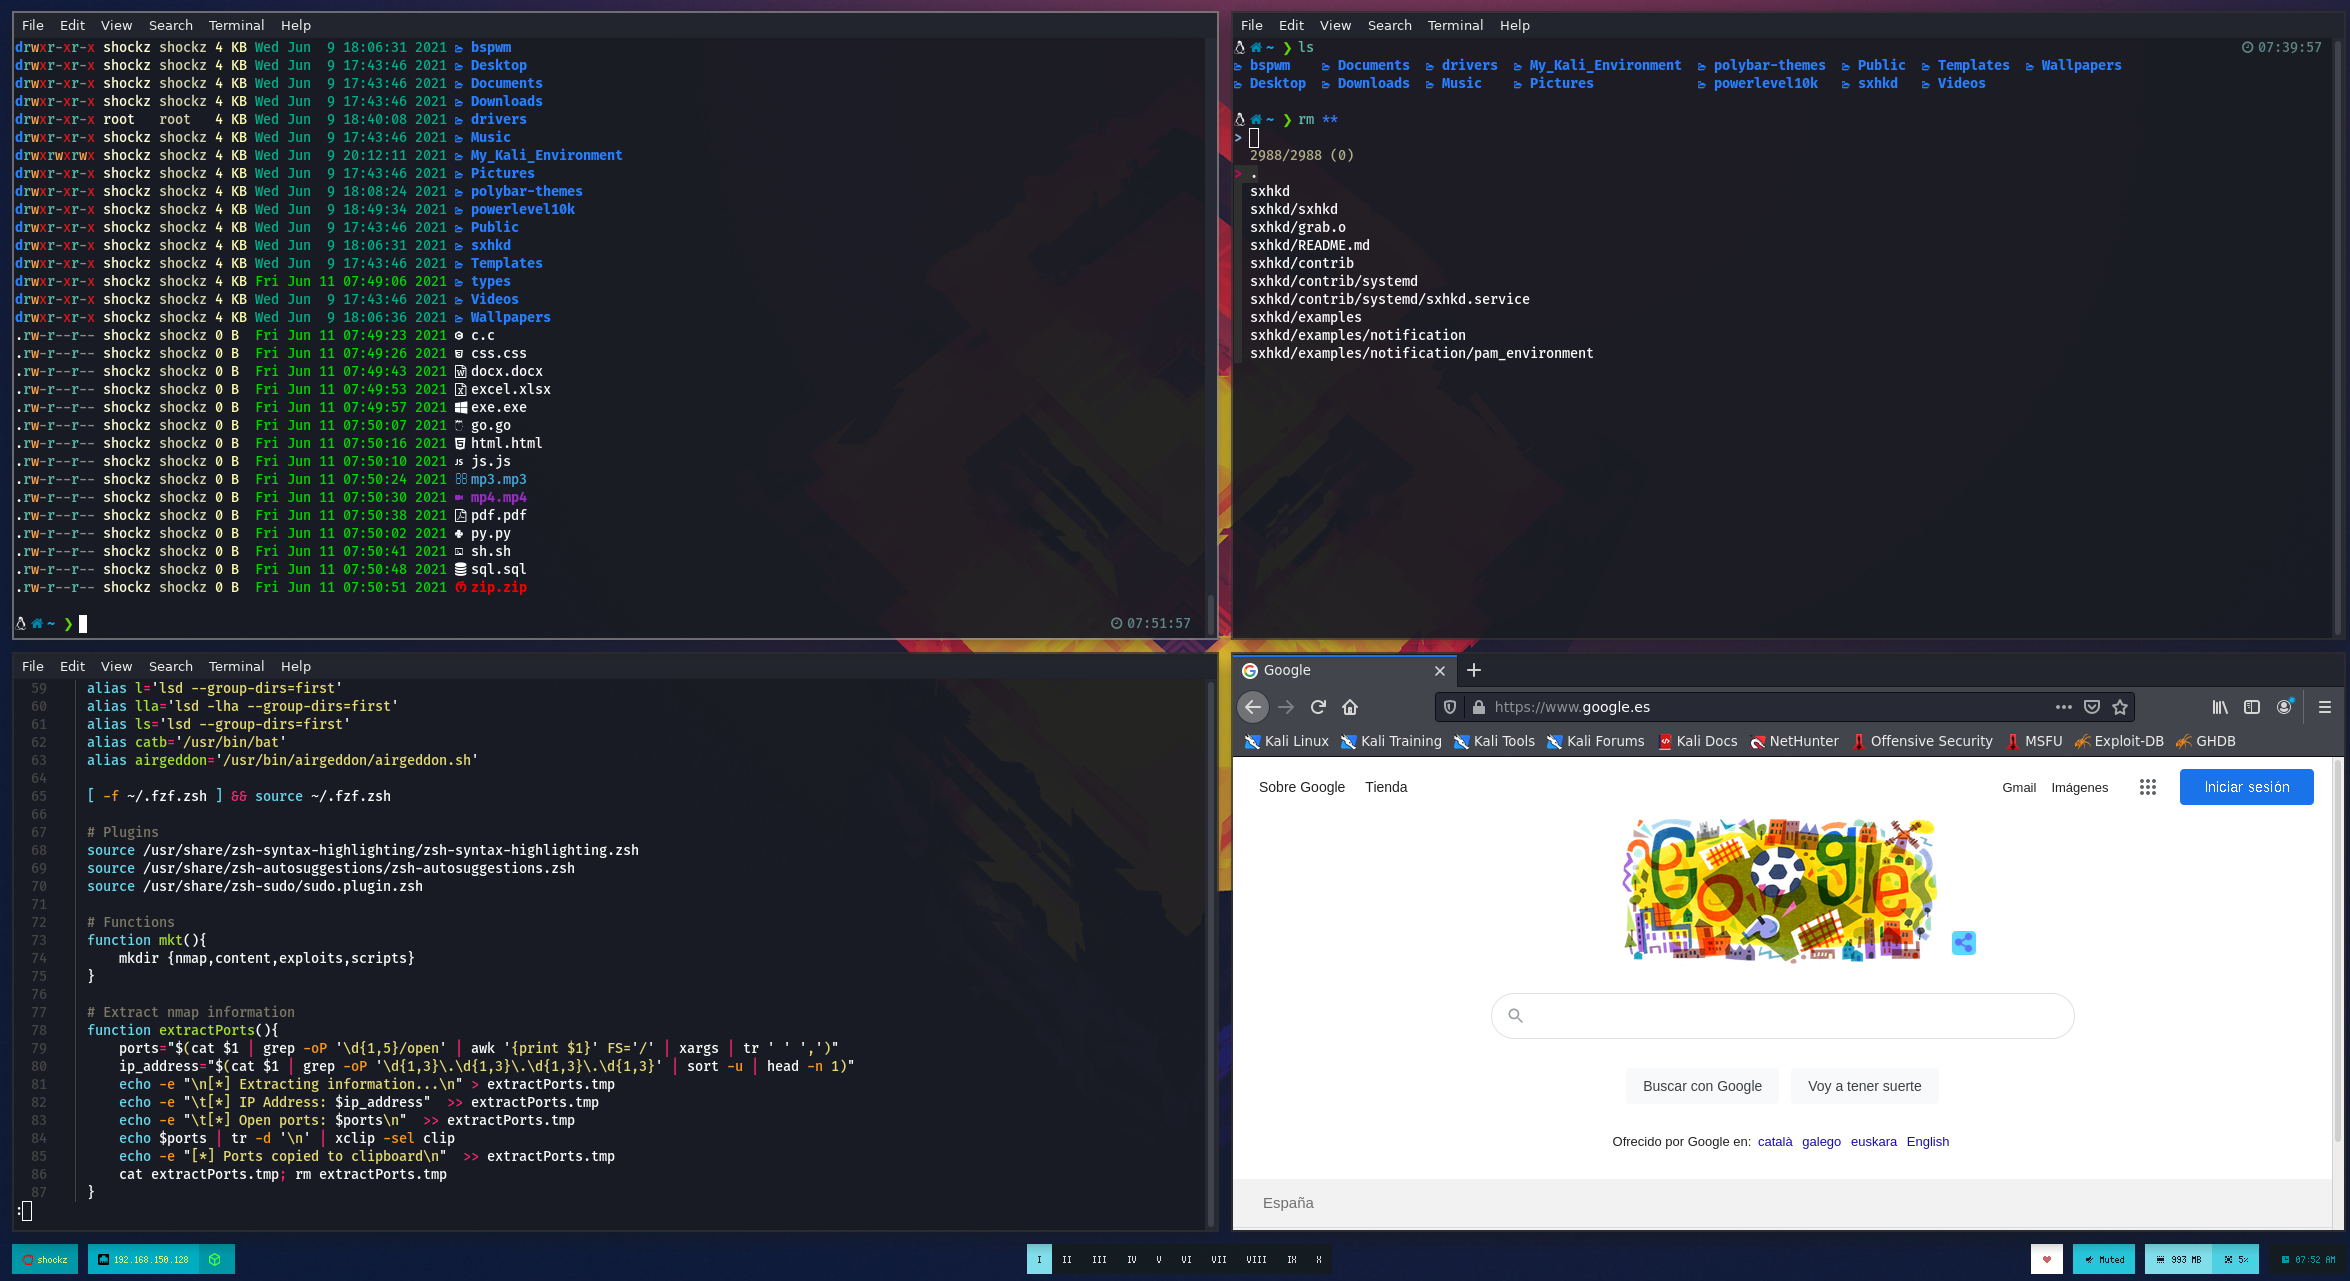 File Edit View Search Terminal Help
drwxr-xr-x shockz shockz 4 KB Wed Jun  9 18:06:31 2021 bspwm
drwxr-xr-x shockz shockz 4 KB Wed Jun  9 17:43:46 2021 Desktop
drwxr-xr-x shockz shockz 4 KB Wed Jun  9 17:43:46 2021 Documents
drwxr-xr-x shockz shockz 4 KB Wed Jun  9 17:43:46 2021 Downloads
drwxr-xr-x root   root   4 KB Wed Jun  9 18:40:08 2021 drivers
drwxr-xr-x shockz shockz 4 KB Wed Jun  9 17:43:46 2021 Music
drwxrwxrwx shockz shockz 4 KB Wed Jun  9 20:12:11 2021 My_Kali_Environment
drwxr-xr-x shockz shockz 4 KB Wed Jun  9 17:43:46 2021 Pictures
drwxr-xr-x shockz shockz 4 KB Wed Jun  9 18:08:24 2021 polybar-themes
drwxr-xr-x shockz shockz 4 KB Wed Jun  9 18:49:34 2021 powerlevel10k
drwxr-xr-x shockz shockz 4 KB Wed Jun  9 17:43:46 2021 Public
drwxr-xr-x shockz shockz 4 KB Wed Jun  9 18:06:31 2021 sxhkd
drwxr-xr-x shockz shockz 4 KB Wed Jun  9 17:43:46 2021 Templates
drwxr-xr-x shockz shockz 4 KB Fri Jun 11 07:49:06 2021 types
drwxr-xr-x shockz shockz 4 KB Wed Jun  9 17:43:46 2021 Videos
drwxr-xr-x shockz shockz 4 KB Wed Jun  9 18:06:36 2021 Wallpapers
.rw-r--r-- shockz shockz 0 B  Fri Jun 11 07:49:23 2021 c.c
.rw-r--r-- shockz shockz 0 B  Fri Jun 11 07:49:26 2021 css.css
.rw-r--r-- shockz shockz 0 B  Fri Jun 11 07:49:43 2021 docx.docx
.rw-r--r-- shockz shockz 0 B  Fri Jun 11 07:49:53 2021 excel.xlsx
.rw-r--r-- shockz shockz 0 B  Fri Jun 11 07:49:57 2021 exe.exe
.rw-r--r-- shockz shockz 0 B  Fri Jun 11 07:50:07 2021 go.go
.rw-r--r-- shockz shockz 0 B  Fri Jun 11 07:50:16 2021 html.html
.rw-r--r-- shockz shockz 0 B  Fri Jun 11 07:50:10 2021 js.js
.rw-r--r-- shockz shockz 0 B  Fri Jun 11 07:50:24 2021 mp3.mp3
.rw-r--r-- shockz shockz 0 B  Fri Jun 11 07:50:30 2021 mp4.mp4
.rw-r--r-- shockz shockz 0 B  Fri Jun 11 07:50:38 2021 pdf.pdf
.rw-r--r-- shockz shockz 0 B  Fri Jun 11 07:50:02 2021 py.py
.rw-r--r-- shockz shockz 0 B  Fri Jun 11 07:50:41 2021 sh.sh
.rw-r--r-- shockz shockz 0 B  Fri Jun 11 07:50:48 2021 sql.sql
.rw-r--r-- shockz shockz 0 B  Fri Jun 11 07:50:51 2021 zip.zip
~ ❯ 07:51:57
File Edit View Search Terminal Help
~ ❯ ls 07:39:57
bspwm Documents drivers My_Kali_Environment polybar-themes Public Templates Wallpapers
Desktop Downloads Music Pictures powerlevel10k sxhkd Videos
~ ❯ rm **
>
2988/2988 (0)
> .
sxhkd
sxhkd/sxhkd
sxhkd/grab.o
sxhkd/README.md
sxhkd/contrib
sxhkd/contrib/systemd
sxhkd/contrib/systemd/sxhkd.service
sxhkd/examples
sxhkd/examples/notification
sxhkd/examples/notification/pam_environment
File Edit View Search Terminal Help
59 alias l='lsd --group-dirs=first'
60 alias lla='lsd -lha --group-dirs=first'
61 alias ls='lsd --group-dirs=first'
62 alias catb='/usr/bin/bat'
63 alias airgeddon='/usr/bin/airgeddon/airgeddon.sh'
64
65 [ -f ~/.fzf.zsh ] && source ~/.fzf.zsh
66
67 # Plugins
68 source /usr/share/zsh-syntax-highlighting/zsh-syntax-highlighting.zsh
69 source /usr/share/zsh-autosuggestions/zsh-autosuggestions.zsh
70 source /usr/share/zsh-sudo/sudo.plugin.zsh
71
72 # Functions
73 function mkt(){
74     mkdir {nmap,content,exploits,scripts}
75 }
76
77 # Extract nmap information
78 function extractPorts(){
79     ports="$(cat $1 | grep -oP '\d{1,5}/open' | awk '{print $1}' FS='/' | xargs | tr ' ' ',')"
80     ip_address="$(cat $1 | grep -oP '\d{1,3}\.\d{1,3}\.\d{1,3}\.\d{1,3}' | sort -u | head -n 1)"
81     echo -e "\n[*] Extracting information...\n" > extractPorts.tmp
82     echo -e "\t[*] IP Address: $ip_address"  >> extractPorts.tmp
83     echo -e "\t[*] Open ports: $ports\n"  >> extractPorts.tmp
84     echo $ports | tr -d '\n' | xclip -sel clip
85     echo -e "[*] Ports copied to clipboard\n"  >> extractPorts.tmp
86     cat extractPorts.tmp; rm extractPorts.tmp
87 }
:
Google
https://www.google.es
Kali Linux Kali Training Kali Tools Kali Forums Kali Docs NetHunter Offensive Security MSFU Exploit-DB GHDB
Sobre Google Tienda Gmail Imágenes Iniciar sesión
Google
Buscar con Google Voy a tener suerte
Ofrecido por Google en: català galego euskara English
España
shockz 192.168.150.128 I II III IV V VI VII VIII IX X Muted 993 MB 5% 07:52 AM